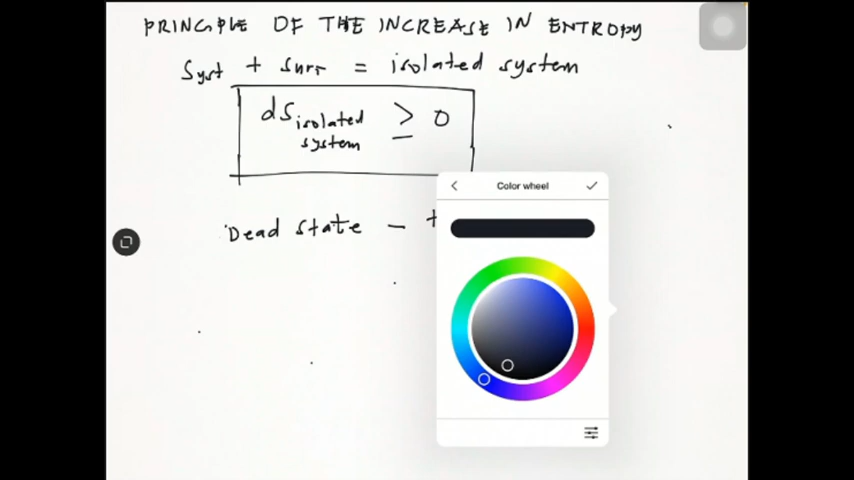 PRINCIPLE OF THE INCREASE IN ENTROPY
Syst + surr = isolated system
dS isolated system ≥ 0
Color wheel
Dead state - t